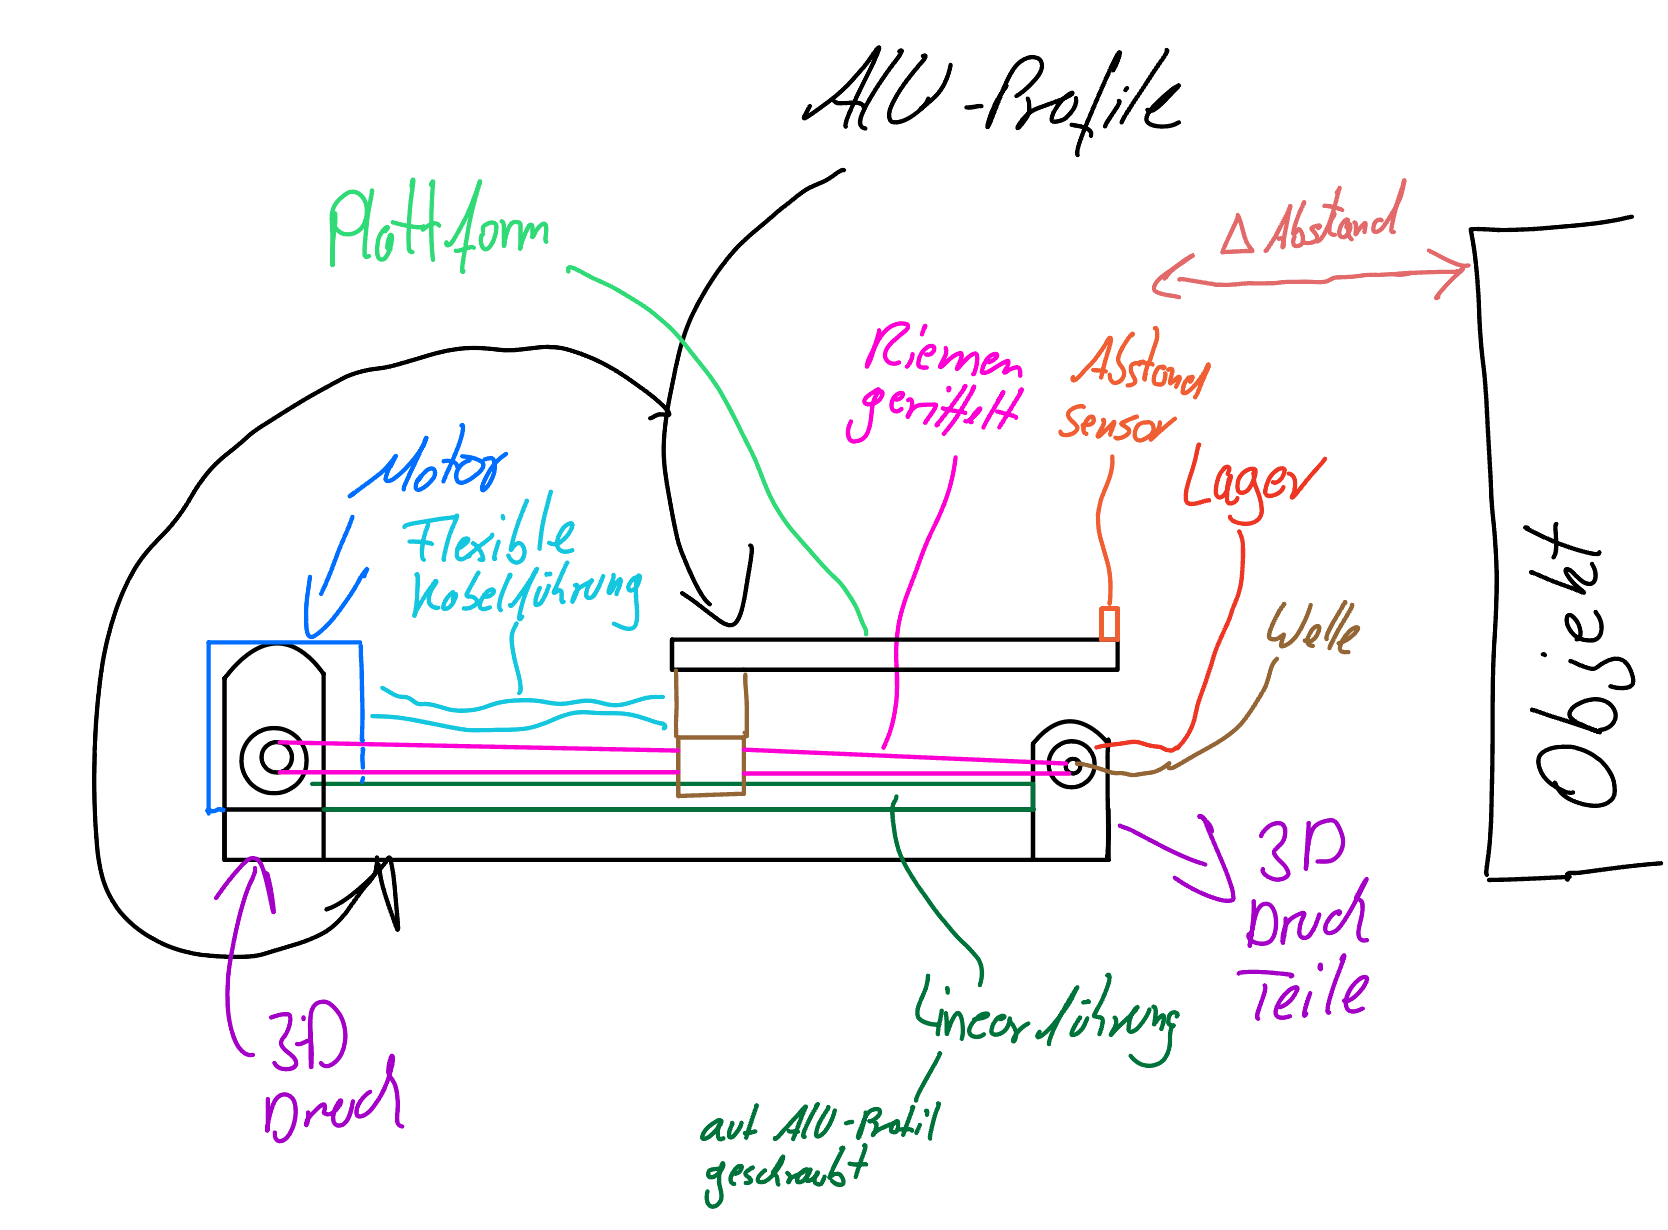 AlU-Profile
Plattform
Δ Abstand
Riemen
geriffelt
Abstand
sensor
Motor
Lager
Flexible
Kabelführung
Welle
Objekt
3D
Druck
Teile
Linearführung
3D
Druck
auf AlU-Profil
geschraubt